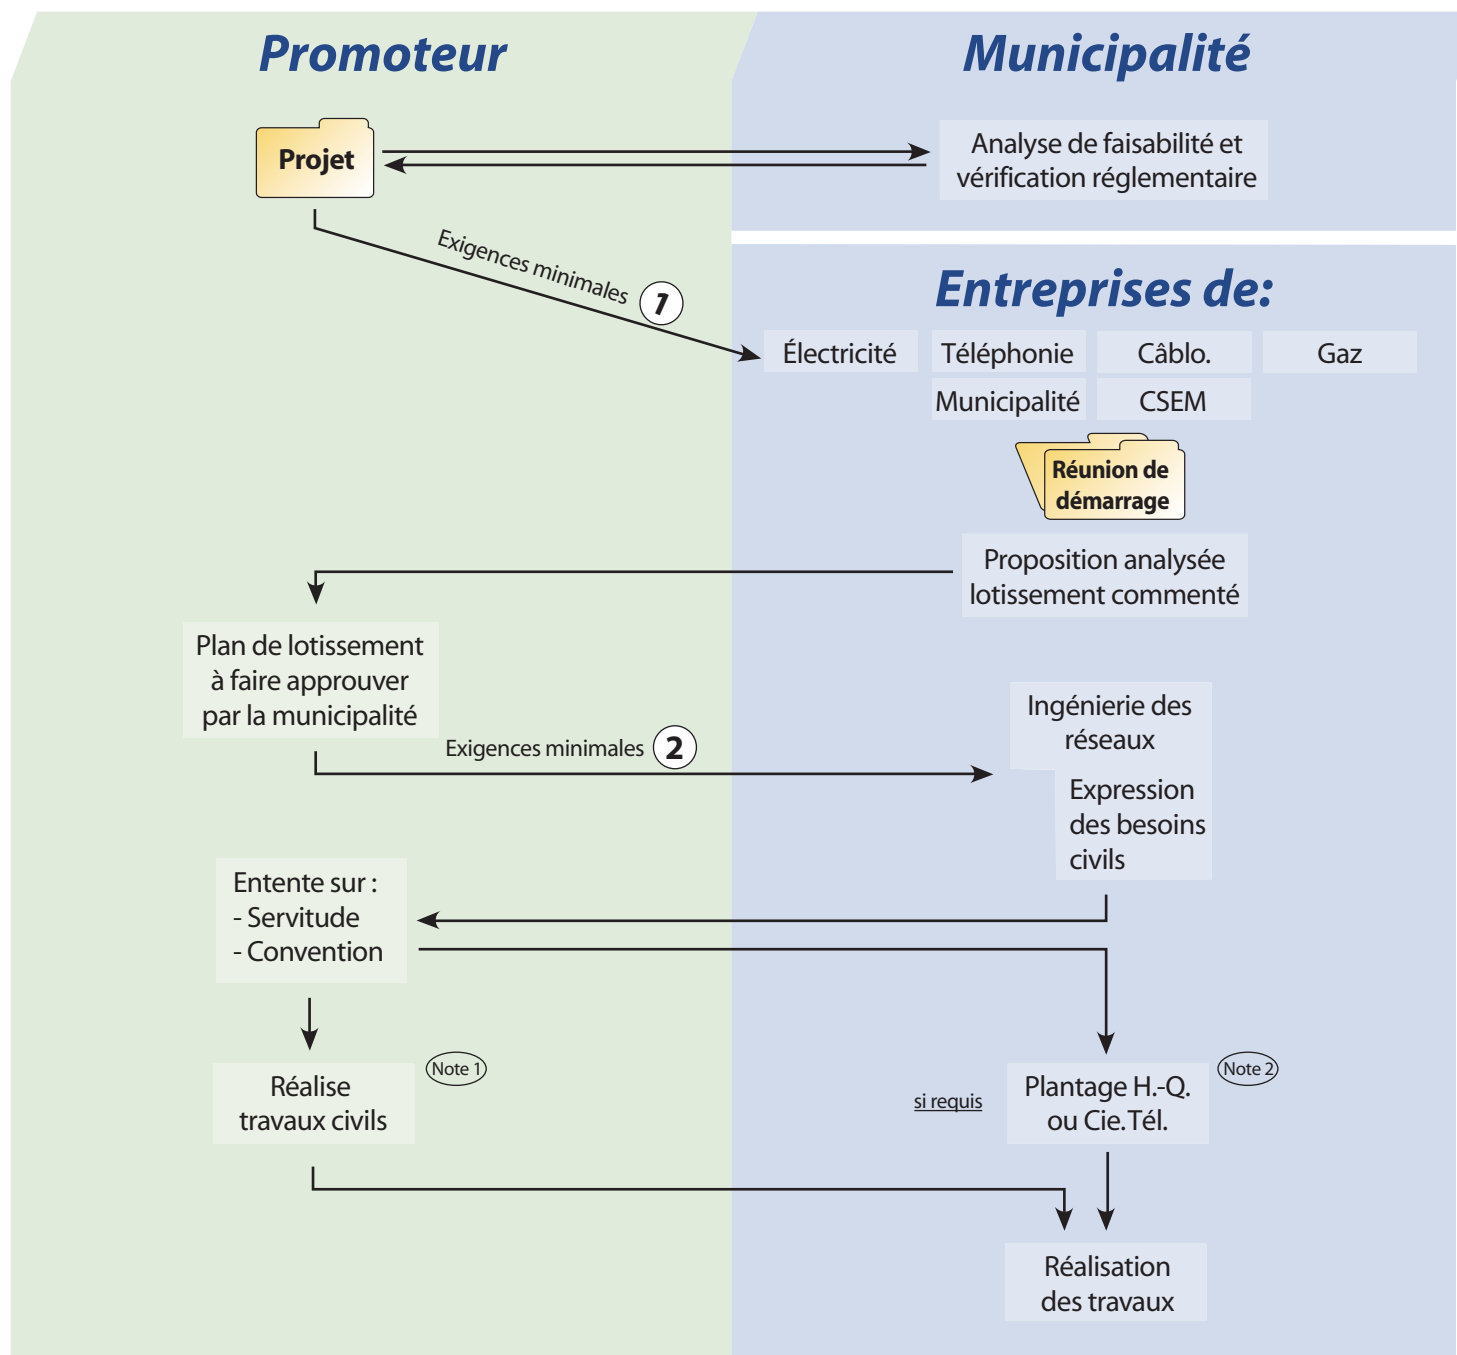 Promoteur
Municipalité
Projet
Analyse de faisabilité et
vérification réglementaire
Exigences minimales 1
Entreprises de:
Électricité
Téléphonie
Câblo.
Gaz
Municipalité
CSEM
Réunion de
démarrage
Proposition analysée
lotissement commenté
Plan de lotissement
à faire approuver
par la municipalité
Exigences minimales 2
Ingénierie des
réseaux
Expression
des besoins
civils
Entente sur :
- Servitude
- Convention
Réalise
travaux civils
Note 1
si requis
Plantage H.-Q.
ou Cie.Tél.
Note 2
Réalisation
des travaux